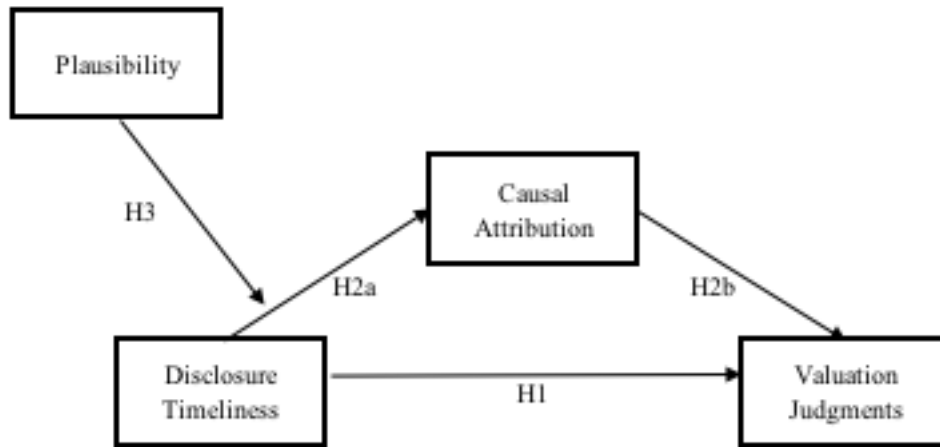 Plausibility
Causal
Attribution
H3
H2a
H2b
Disclosure
Timeliness
H1
Valuation
Judgments